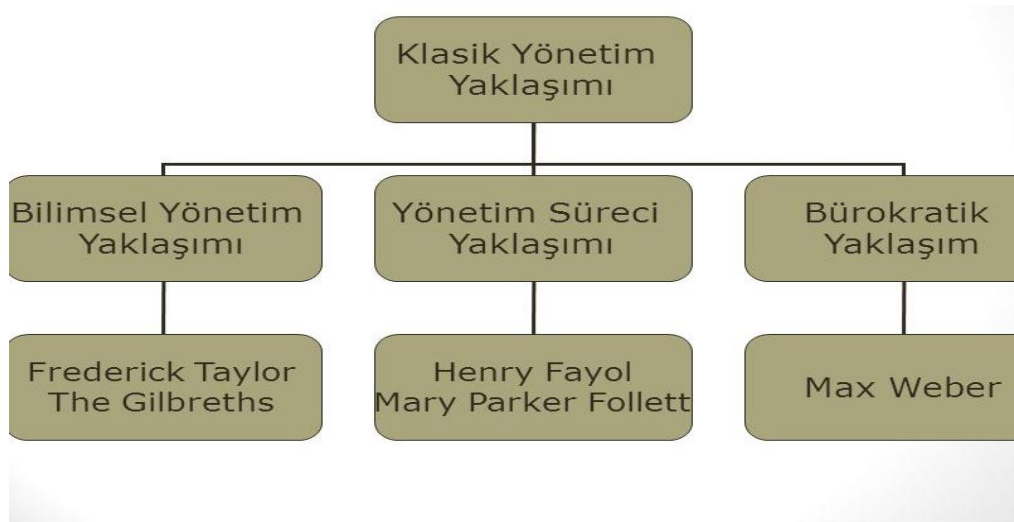 Klasik Yönetim
Yaklaşımı
Bilimsel Yönetim
Yaklaşımı
Yönetim Süreci
Yaklaşımı
Bürokratik
Yaklaşım
Frederick Taylor
The Gilbreths
Henry Fayol
Mary Parker Follett
Max Weber